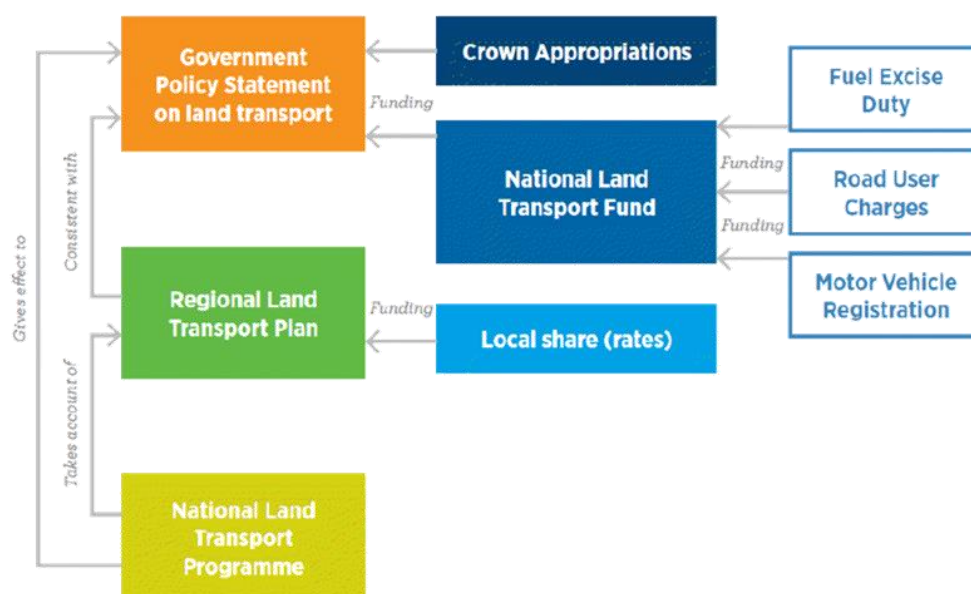 Government
Policy Statement
on land transport
Crown Appropriations
Funding
Fuel Excise
Duty
National Land
Transport Fund
Funding
Road User
Charges
Funding
Motor Vehicle
Registration
Consistent with
Gives effect to
Regional Land
Transport Plan
Funding
Local share (rates)
Takes account of
National Land
Transport
Programme